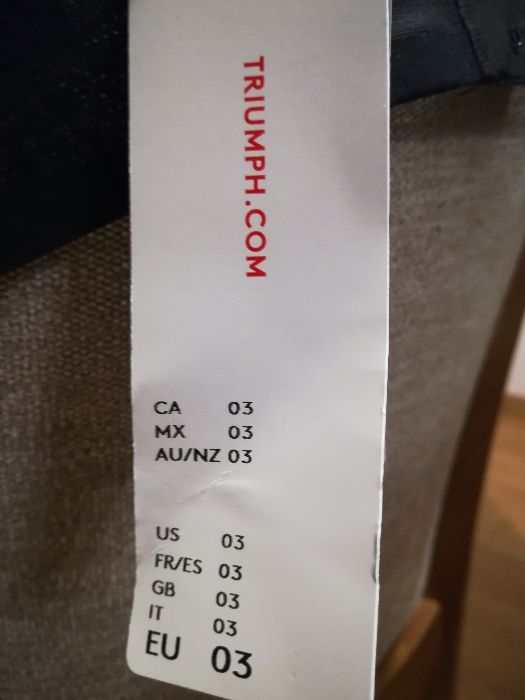 TRIUMPH.COM
CA 03
MX 03
AU/NZ 03
US 03
FR/ES 03
GB 03
IT 03
EU 03